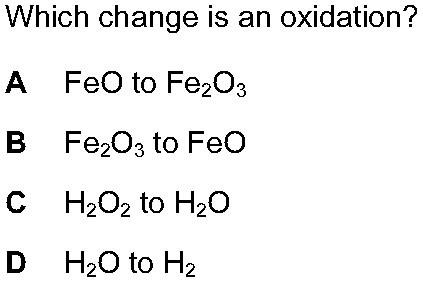 Which change is an oxidation?
A FeO to Fe₂O₃
B Fe₂O₃ to FeO
C H₂O₂ to H₂O
D H₂O to H₂